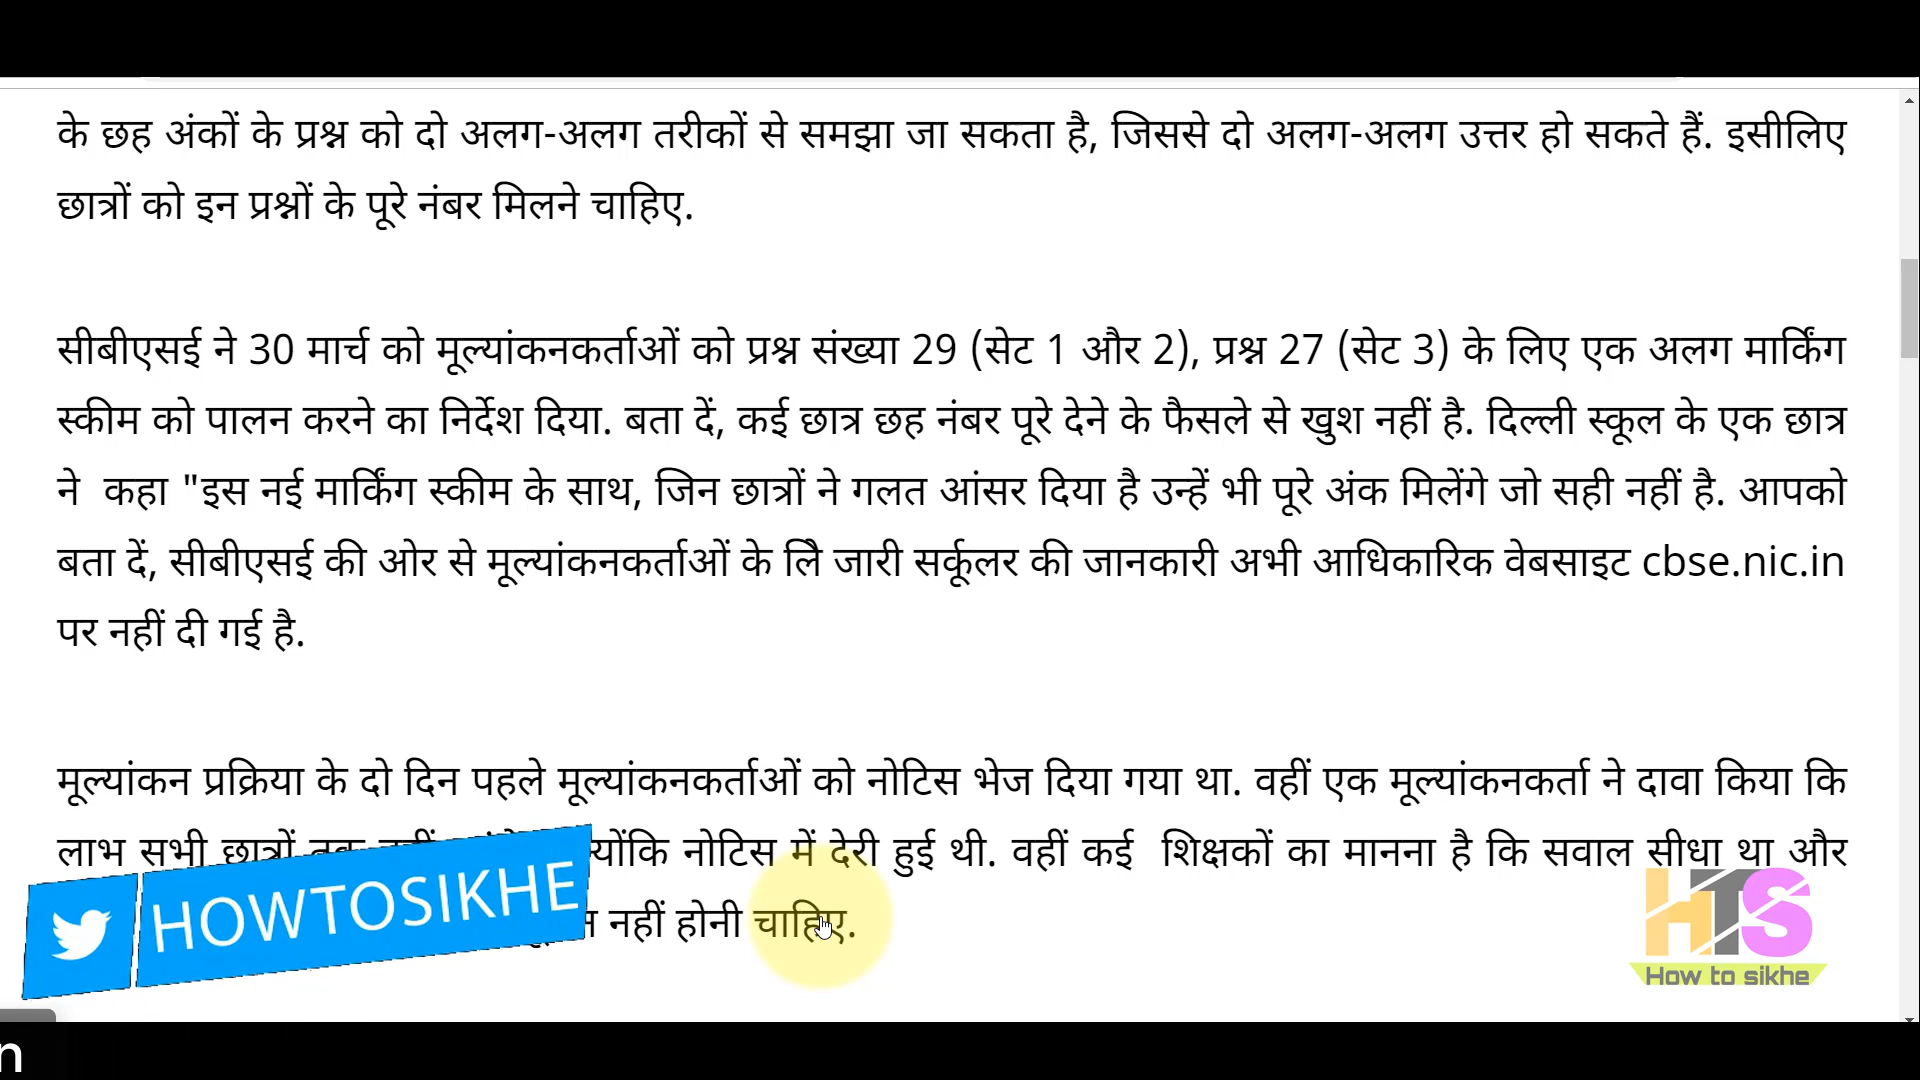 के छह अंकों के प्रश्न को दो अलग-अलग तरीकों से समझा जा सकता है, जिससे दो अलग-अलग उत्तर हो सकते हैं. इसीलिए
छात्रों को इन प्रश्नों के पूरे नंबर मिलने चाहिए.
सीबीएसई ने 30 मार्च को मूल्यांकनकर्ताओं को प्रश्न संख्या 29 (सेट 1 और 2), प्रश्न 27 (सेट 3) के लिए एक अलग मार्किंग
स्कीम को पालन करने का निर्देश दिया. बता दें, कई छात्र छह नंबर पूरे देने के फैसले से खुश नहीं है. दिल्ली स्कूल के एक छात्र
ने कहा "इस नई मार्किंग स्कीम के साथ, जिन छात्रों ने गलत आंसर दिया है उन्हें भी पूरे अंक मिलेंगे जो सही नहीं है. आपको
बता दें, सीबीएसई की ओर से मूल्यांकनकर्ताओं के लिे जारी सर्कूलर की जानकारी अभी आधिकारिक वेबसाइट cbse.nic.in
पर नहीं दी गई है.
मूल्यांकन प्रक्रिया के दो दिन पहले मूल्यांकनकर्ताओं को नोटिस भेज दिया गया था. वहीं एक मूल्यांकनकर्ता ने दावा किया कि
लाभ सभी छात्रों नोटिस में देरी हुई थी. वहीं कई शिक्षकों का मानना है कि सवाल सीधा था और
नहीं होनी चाहिए.
HOWTOSIKHE
HTS
How to sikhe
n